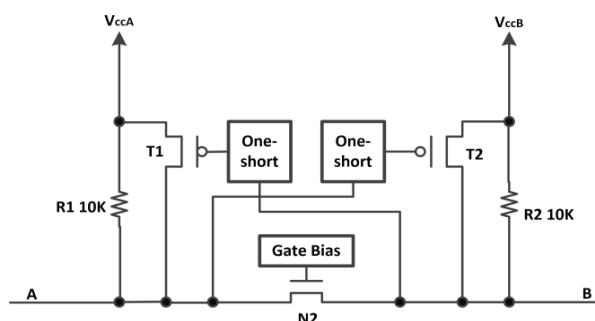 VccA
VccB
One-
short
One-
short
T1
T2
R1 10K
R2 10K
Gate Bias
A
B
N2